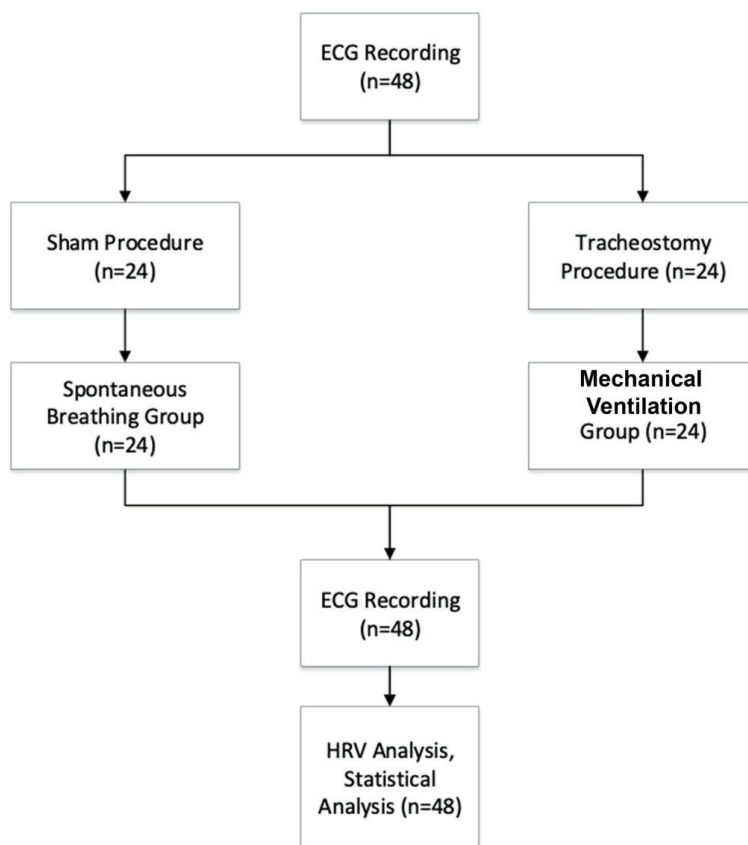 ECG Recording
(n=48)
Sham Procedure
(n=24)
Tracheostomy
Procedure (n=24)
Spontaneous
Breathing Group
(n=24)
Mechanical
Ventilation
Group (n=24)
ECG Recording
(n=48)
HRV Analysis,
Statistical
Analysis (n=48)